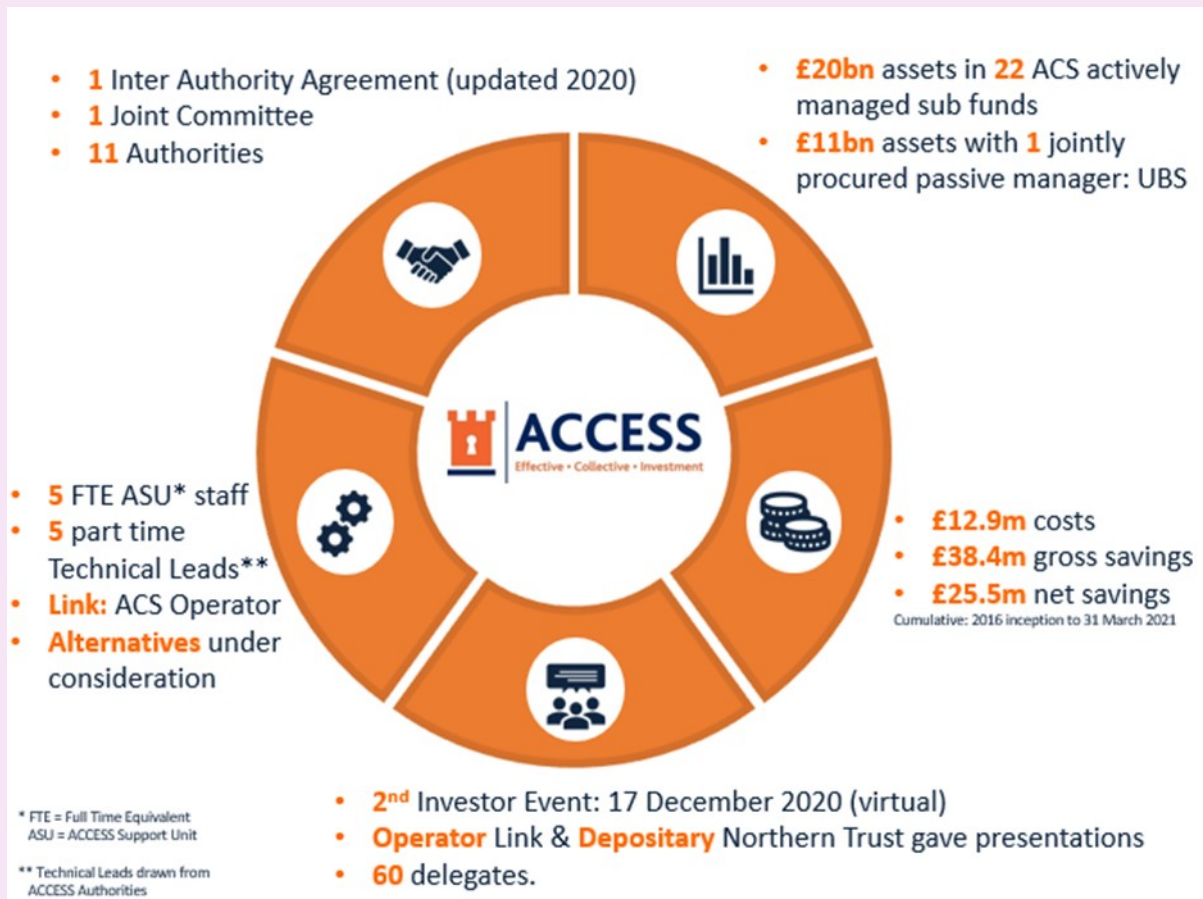 • 1 Inter Authority Agreement (updated 2020)
• 1 Joint Committee
• 11 Authorities
• £20bn assets in 22 ACS actively
managed sub funds
• £11bn assets with 1 jointly
procured passive manager: UBS
ACCESS
Effective • Collective • Investment
• 5 FTE ASU* staff
• 5 part time
Technical Leads**
• Link: ACS Operator
• Alternatives under
consideration
• £12.9m costs
• £38.4m gross savings
• £25.5m net savings
Cumulative: 2016 inception to 31 March 2021
• 2nd Investor Event: 17 December 2020 (virtual)
• Operator Link & Depositary Northern Trust gave presentations
• 60 delegates.
* FTE = Full Time Equivalent
ASU = ACCESS Support Unit
** Technical Leads drawn from
ACCESS Authorities